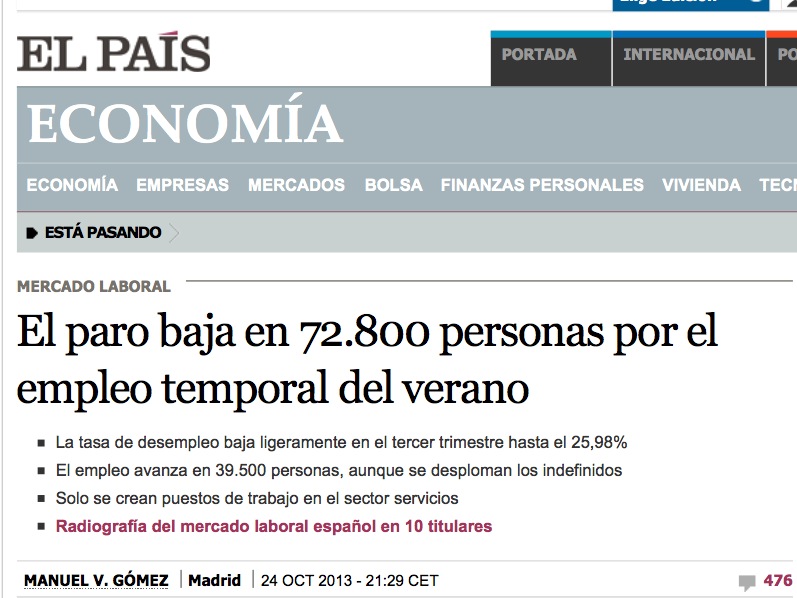 EL PAÍS
PORTADA INTERNACIONAL
ECONOMÍA
ECONOMÍA EMPRESAS MERCADOS BOLSA FINANZAS PERSONALES VIVIENDA
ESTÁ PASANDO
MERCADO LABORAL
El paro baja en 72.800 personas por el
empleo temporal del verano
La tasa de desempleo baja ligeramente en el tercer trimestre hasta el 25,98%
El empleo avanza en 39.500 personas, aunque se desploman los indefinidos
Solo se crean puestos de trabajo en el sector servicios
Radiografía del mercado laboral español en 10 titulares
MANUEL V. GÓMEZ Madrid 24 OCT 2013 - 21:29 CET 476